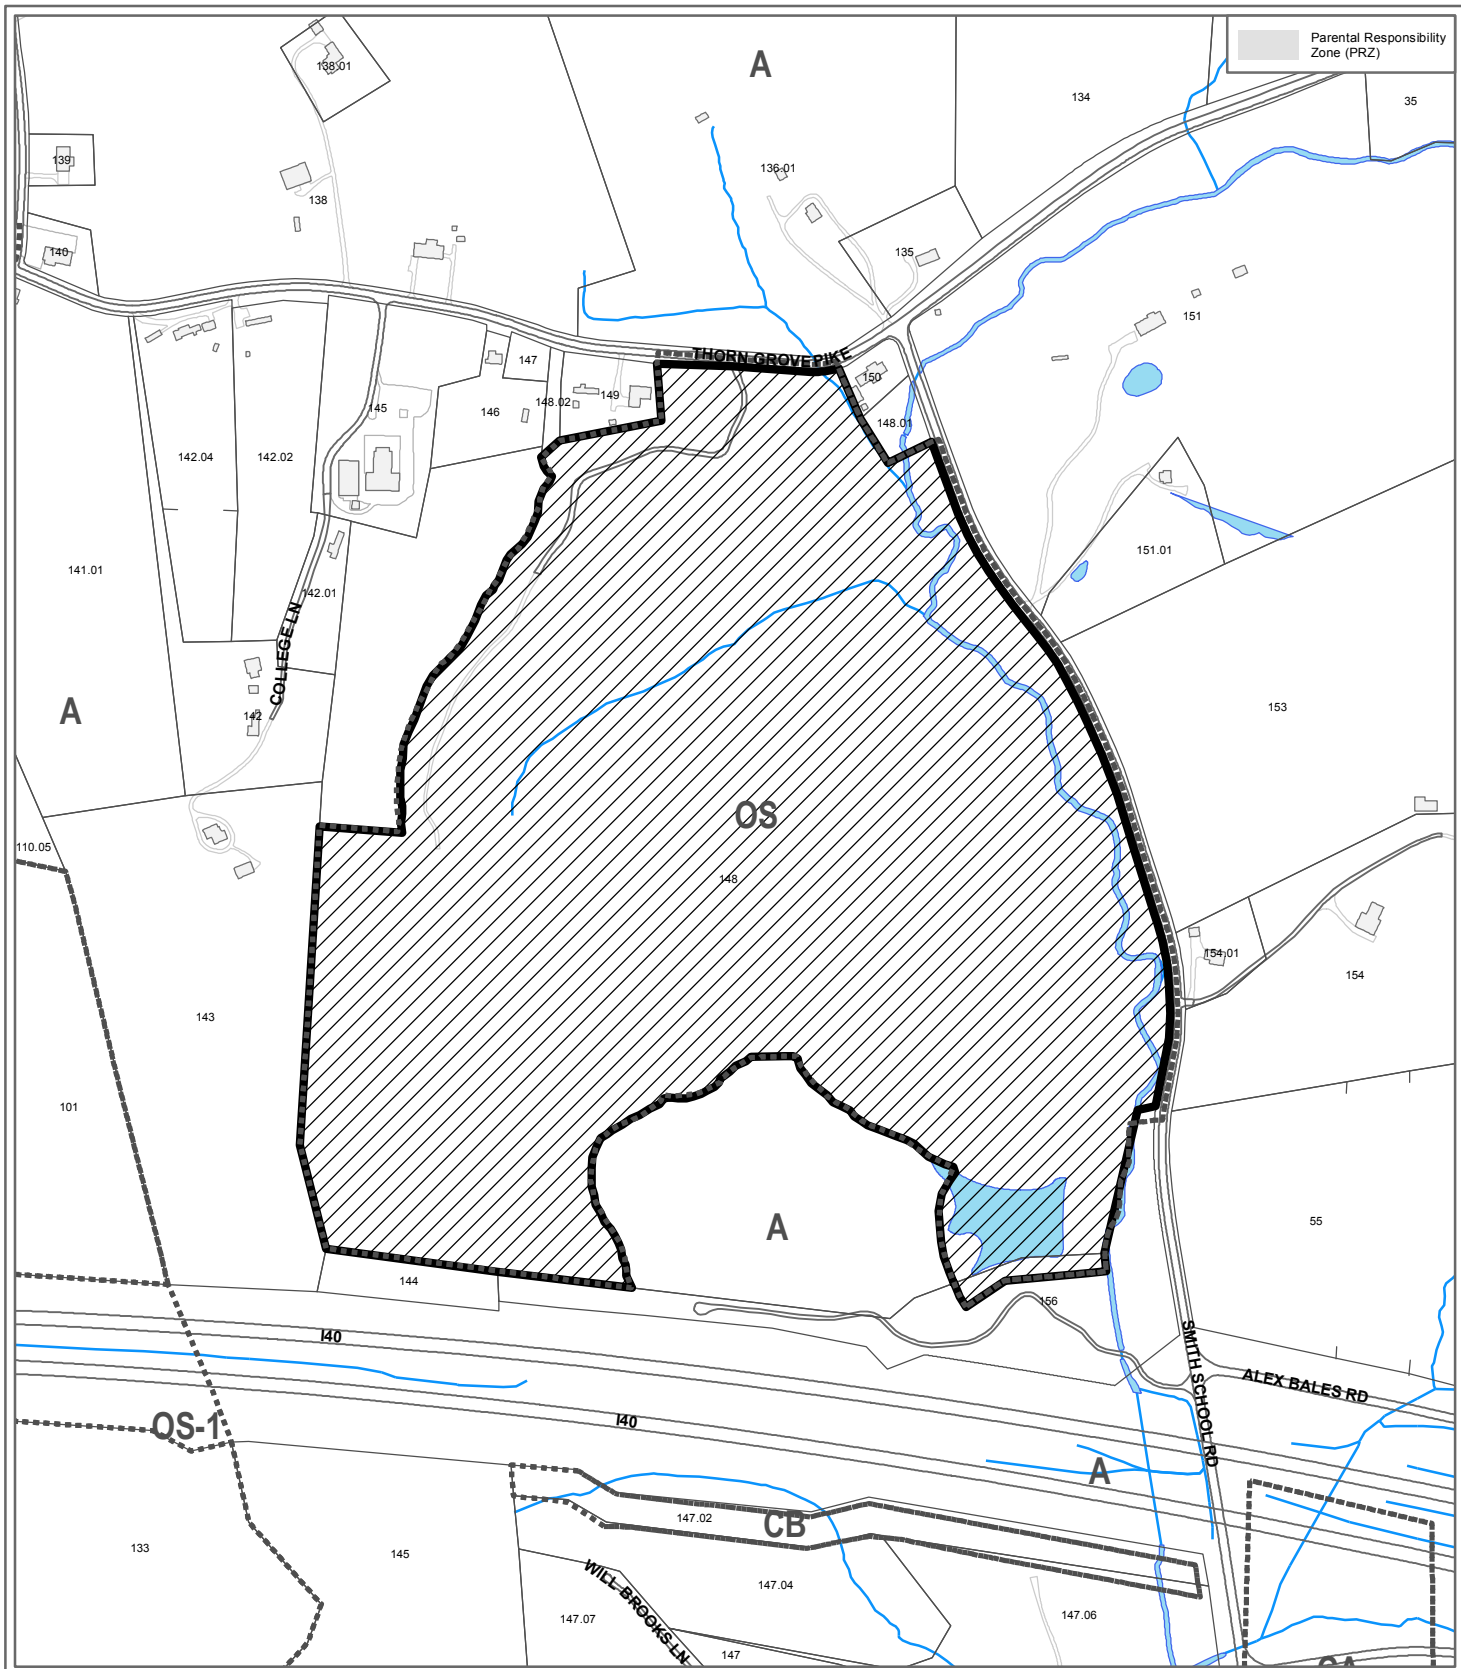 Parental Responsibility
Zone (PRZ)
138.01
A
134
35
139
136.01
138
140
135
151
THORN GROVE PIKE
147
150
149
148.02
145
146
148.01
142.04
142.02
151.01
141.01
142.01
COLLEGE LN
A
142
153
OS
110.05
148
154.01
154
143
101
A
55
144
156
I40
SMITH SCHOOL RD
ALEX BALES RD
OS-1
I40
A
147.02
CB
133
145
WILL BROOKS LN
147.04
147.07
147.06
147
CA